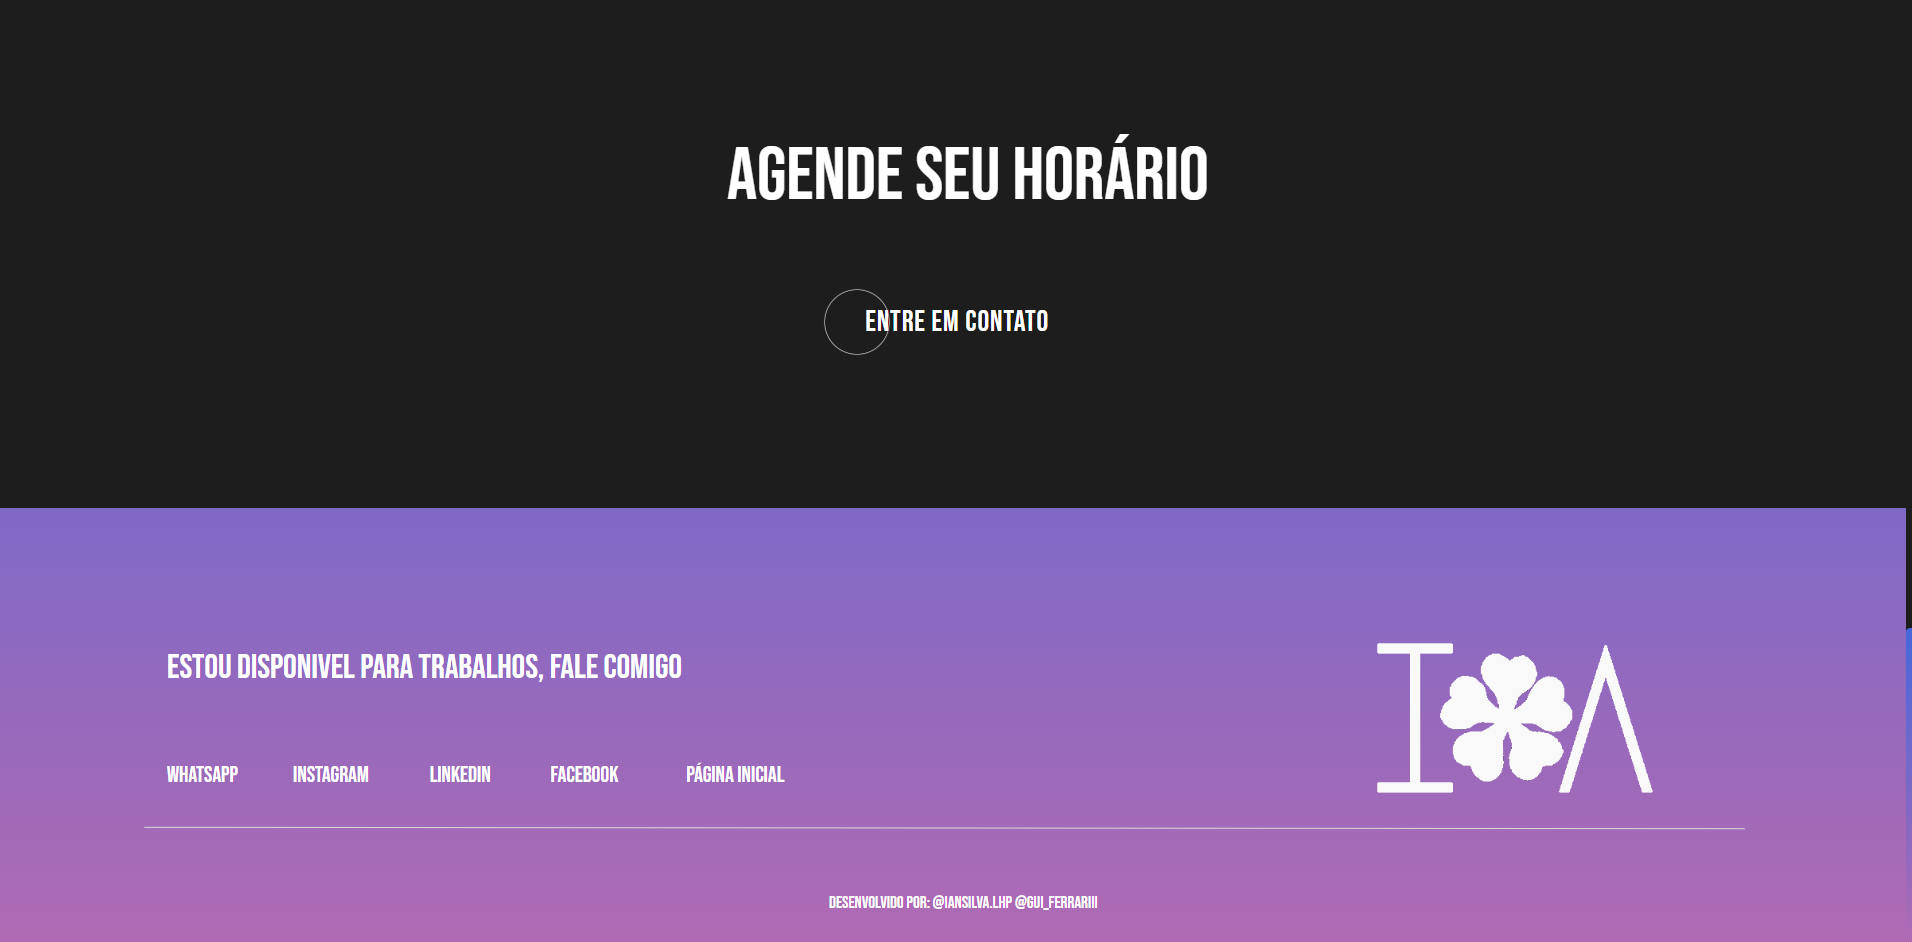 AGENDE SEU HORÁRIO
ENTRE EM CONTATO
ESTOU DISPONIVEL PARA TRABALHOS, FALE COMIGO
I A
WHATSAPP INSTAGRAM LINKEDIN FACEBOOK PÁGINA INICIAL
DESENVOLVIDO POR: @IANSILVA.LHP @GUI_FERRARIII